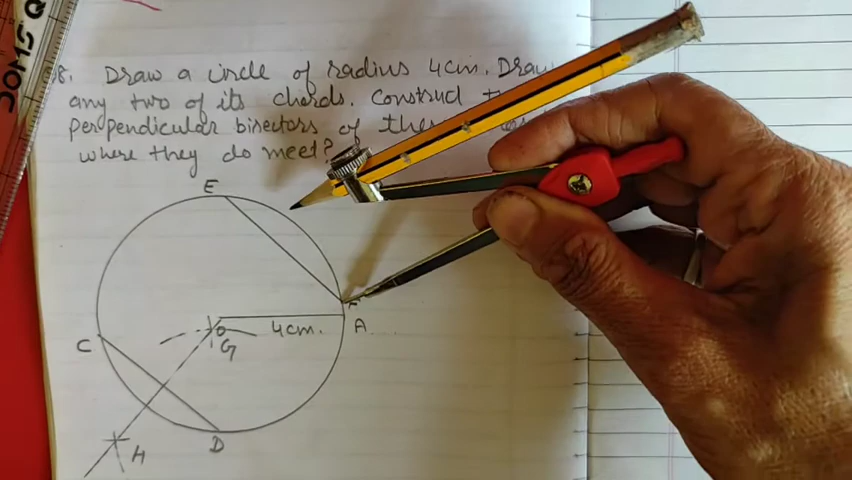 8. Draw a circle of radius 4cm. Draw
any two of its chords. Construct
perpendicular bisectors of
where they do meet?
E
F
O 4cm. A
C G
D
H